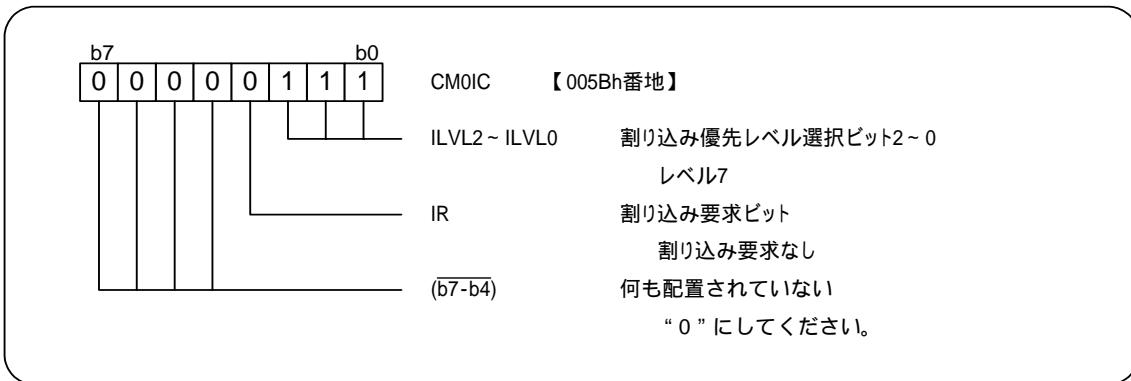 b7 b0
0 0 0 0 0 1 1 1 CM0IC 【005Bh番地】
ILVL2～ILVL0 割り込み優先レベル選択ビット2～0
レベル7
IR 割り込み要求ビット
割り込み要求なし
(b7-b4) 何も配置されていない
“0”にしてください。